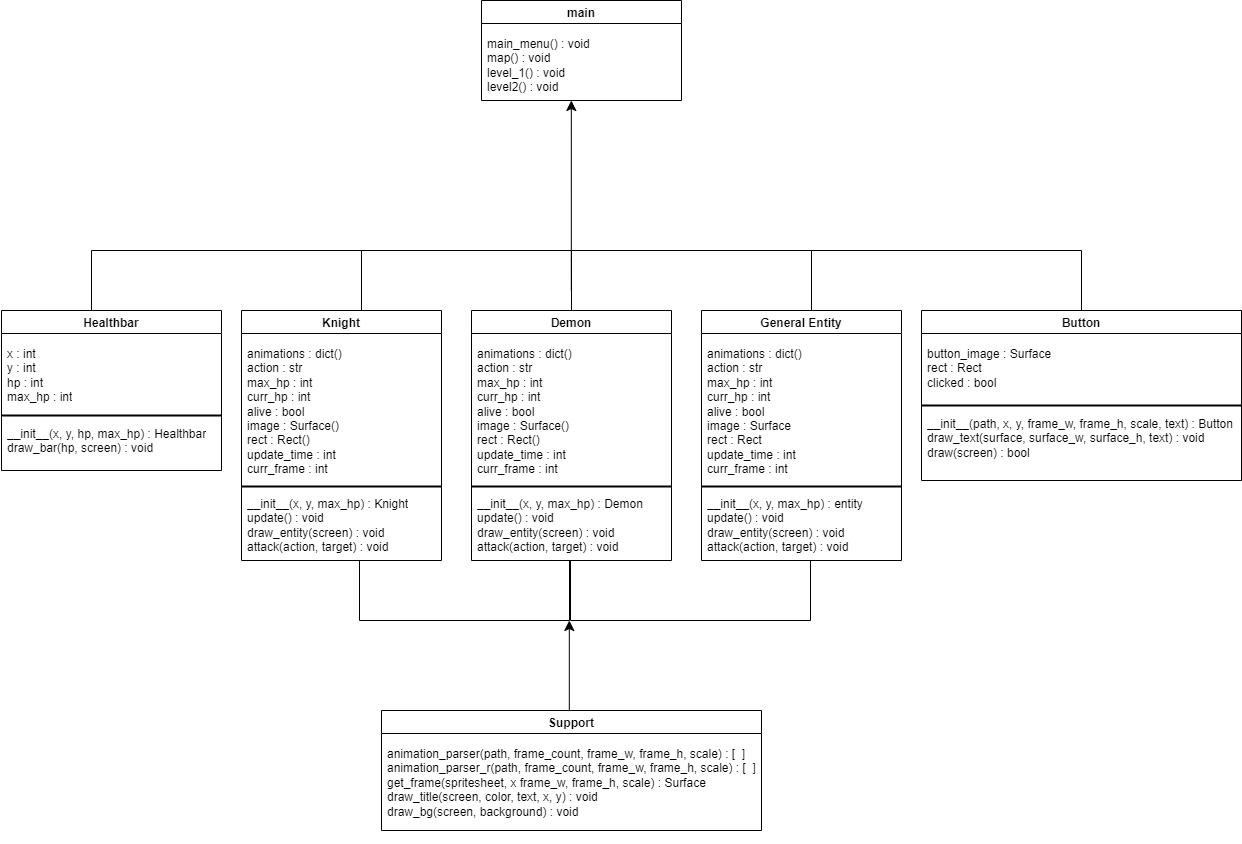 main
main_menu() : void
map() : void
level_1() : void
level2() : void
Healthbar
x : int
y : int
hp : int
max_hp : int
__init__(x, y, hp, max_hp) : Healthbar
draw_bar(hp, screen) : void
Knight
animations : dict()
action : str
max_hp : int
curr_hp : int
alive : bool
image : Surface()
rect : Rect()
update_time : int
curr_frame : int
__init__(x, y, max_hp) : Knight
update() : void
draw_entity(screen) : void
attack(action, target) : void
Demon
animations : dict()
action : str
max_hp : int
curr_hp : int
alive : bool
image : Surface()
rect : Rect()
update_time : int
curr_frame : int
__init__(x, y, max_hp) : Demon
update() : void
draw_entity(screen) : void
attack(action, target) : void
General Entity
animations : dict()
action : str
max_hp : int
curr_hp : int
alive : bool
image : Surface
rect : Rect
update_time : int
curr_frame : int
__init__(x, y, max_hp) : entity
update() : void
draw_entity(screen) : void
attack(action, target) : void
Button
button_image : Surface
rect : Rect
clicked : bool
__init__(path, x, y, frame_w, frame_h, scale, text) : Button
draw_text(surface, surface_w, surface_h, text) : void
draw(screen) : bool
Support
animation_parser(path, frame_count, frame_w, frame_h, scale) : [ ]
animation_parser_r(path, frame_count, frame_w, frame_h, scale) : [ ]
get_frame(spritesheet, x frame_w, frame_h, scale) : Surface
draw_title(screen, color, text, x, y) : void
draw_bg(screen, background) : void